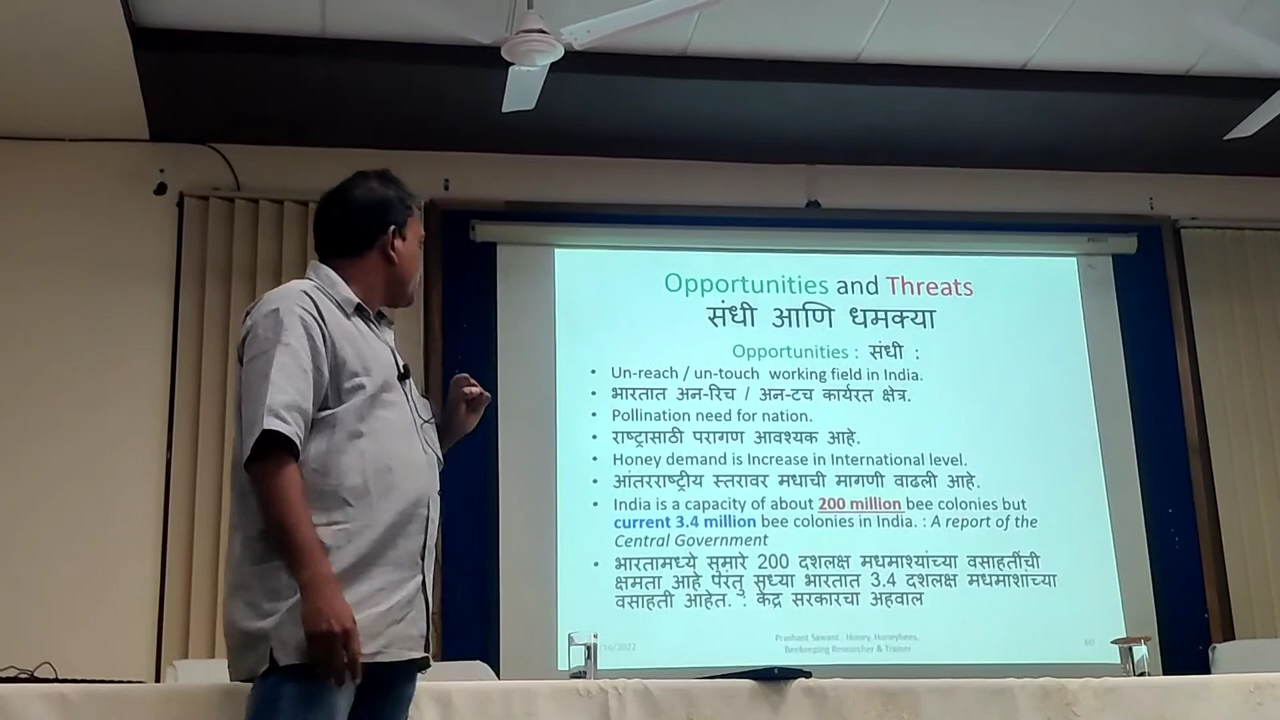 Opportunities and Threats
संधी आणि धमक्या
Opportunities : संधी :
• Un-reach / un-touch working field in India.
• भारतात अन-रिच / अन-टच कार्यरत क्षेत्र.
• Pollination need for nation.
• राष्ट्रासाठी परागण आवश्यक आहे.
• Honey demand is Increase in International level.
• आंतरराष्ट्रीय स्तरावर मधाची मागणी वाढली आहे.
• India is a capacity of about 200 million bee colonies but
current 3.4 million bee colonies in India. : A report of the
Central Government
• भारतामध्ये सुमारे 200 दशलक्ष मधमाश्यांच्या वसाहतींची
क्षमता आहे परंतु सुध्या भारतात 3.4 दशलक्ष मधमाशांच्या
वसाहती आहेत. : केंद्र सरकारचा अहवाल
Prashant Sawant : Honey, Honeybees,
/2022
Beekeeping Researcher & Trainer